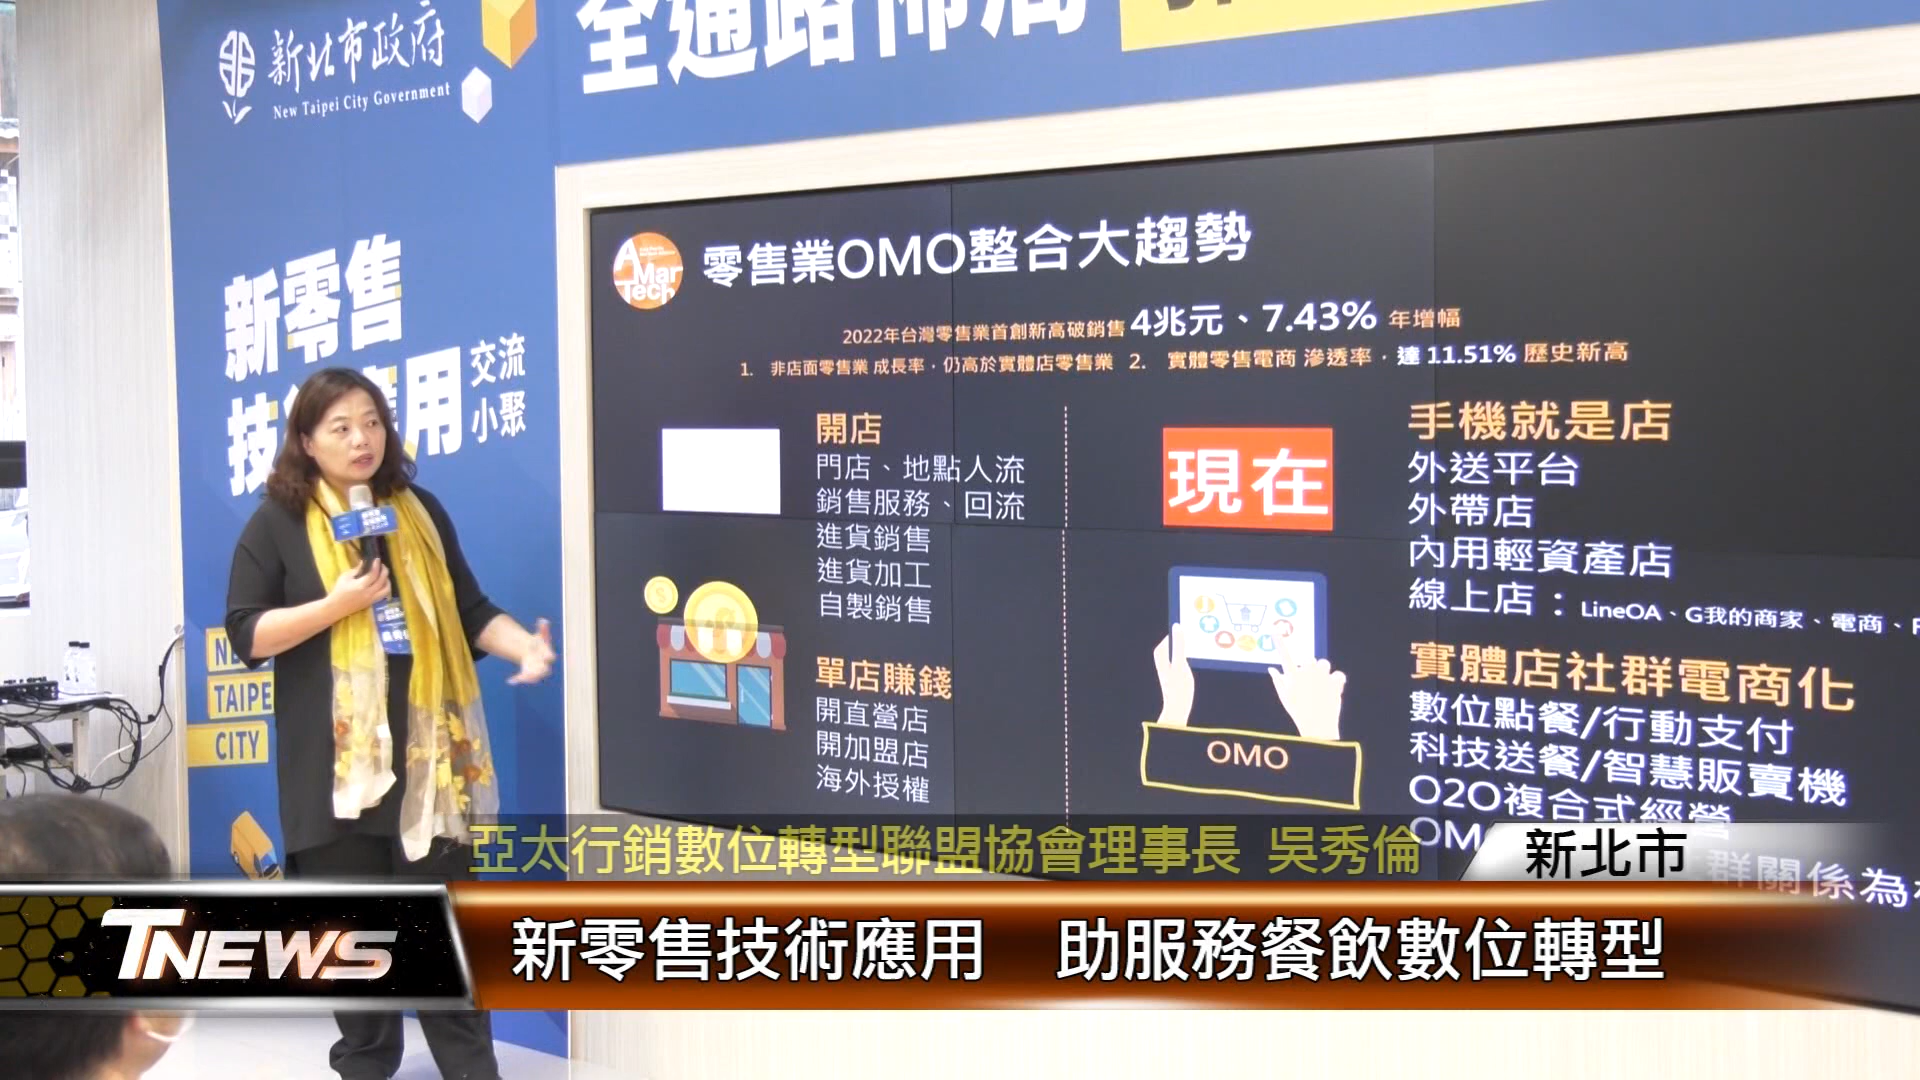 新北市政府
New Taipei City Government
全通路佈局
新零售
交流
小聚
TAIPE
CITY
A
Mar
Tech
零售業OMO整合大趨勢
2022年台灣零售業首創新高破銷售 4兆元、7.43% 年增幅
1. 非店面零售業 成長率，仍高於實體店零售業 2. 實體零售電商 滲透率，達 11.51% 歷史新高
開店
門店、地點人流
銷售服務、回流
進貨銷售
進貨加工
自製銷售
單店賺錢
開直營店
開加盟店
海外授權
現在
OMO
手機就是店
外送平台
外帶店
內用輕資產店
線上店：LineOA、G我的商家、電商、F
實體店社群電商化
數位點餐/行動支付
科技送餐/智慧販賣機
O2O複合式經營
群關係為
亞太行銷數位轉型聯盟協會理事長 吳秀倫
新北市
TNEWS
新零售技術應用 助服務餐飲數位轉型